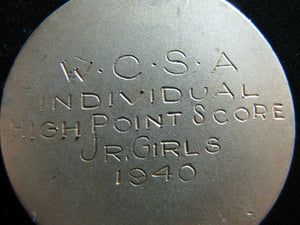 W·C·S·A
INDIVIDUAL
HIGH POINT SCORE
JR. GIRLS
1940